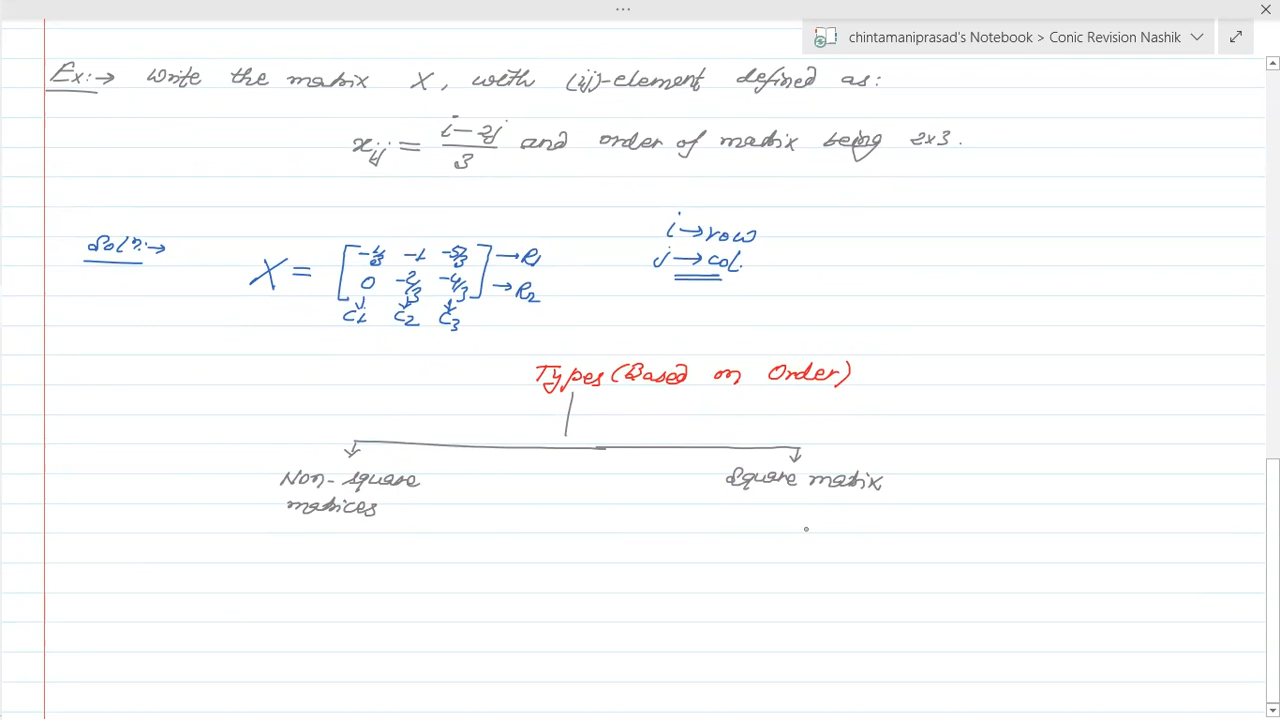 chintamaniprasad's Notebook > Conic Revision Nashik
Ex:→ Write the matrix X, with (ij)-element defined as:
xij = i-2j/3 and order of matrix being 2x3.
i→row
Soln:→
j→col.
X = [-1/3 -1 -5/3] →R1
[0 -2/3 -4/3] →R2
C1 C2 C3
Types (Based on Order)
Non-square
matrices
Square matrix